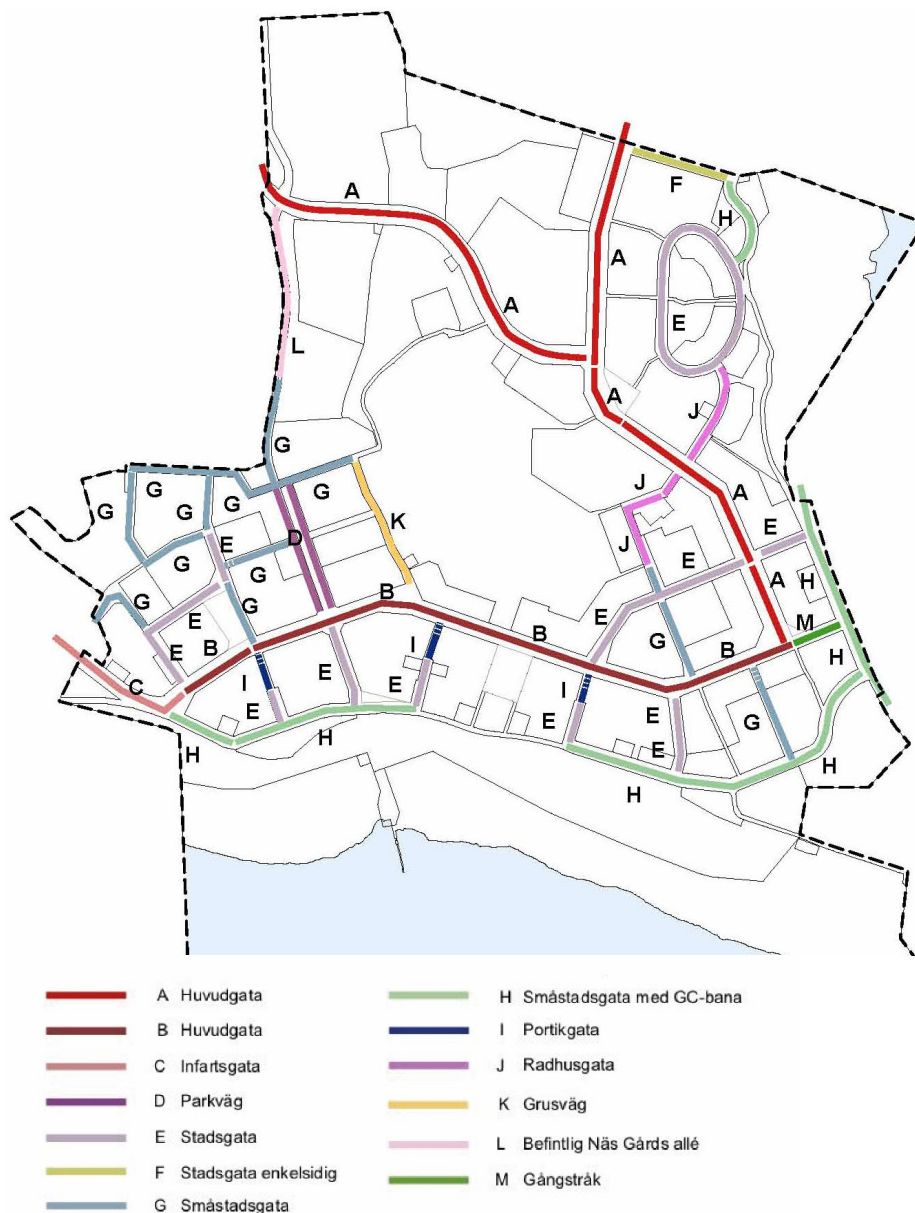 A
F
H
A
A
E
L
A
J
G
G
G
G
J
A
G
G
K
E
E
D
J
E
G
G
B
A
H
G
E
E
M
B
B
G
B
E
I
E
I
H
C
I
E
E
E
E
G
H
H
E
H
H
A Huvudgata
B Huvudgata
C Infartsgata
D Parkväg
E Stadsgata
F Stadsgata enkelsidig
G Småstadsgata
H Småstadsgata med GC-bana
I Portikgata
J Radhusgata
K Grusväg
L Befintlig Näs Gårds allé
M Gångstråk